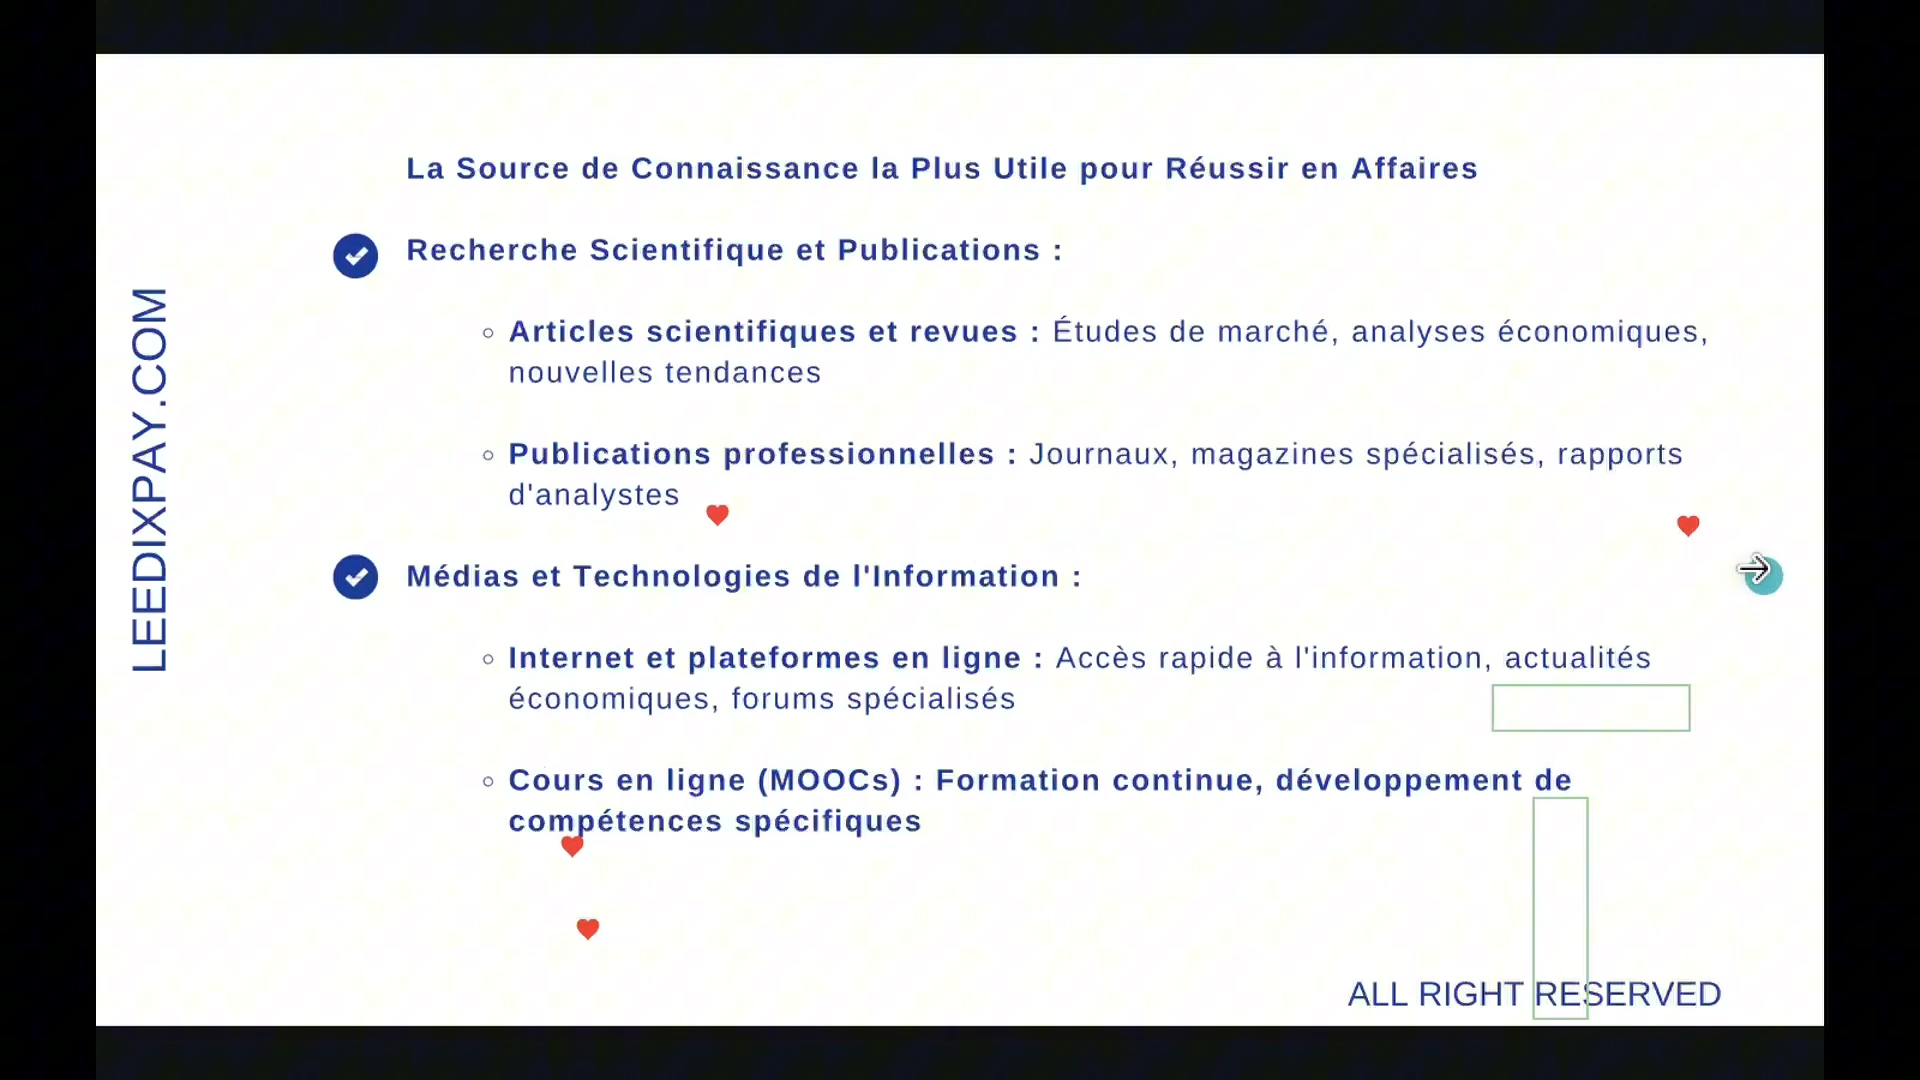 La Source de Connaissance la Plus Utile pour Réussir en Affaires
Recherche Scientifique et Publications :
Articles scientifiques et revues : Études de marché, analyses économiques,
nouvelles tendances
Publications professionnelles : Journaux, magazines spécialisés, rapports
d'analystes
Médias et Technologies de l'Information :
Internet et plateformes en ligne : Accès rapide à l'information, actualités
économiques, forums spécialisés
Cours en ligne (MOOCs) : Formation continue, développement de
compétences spécifiques
LEEDIXPAY.COM
ALL RIGHT RESERVED